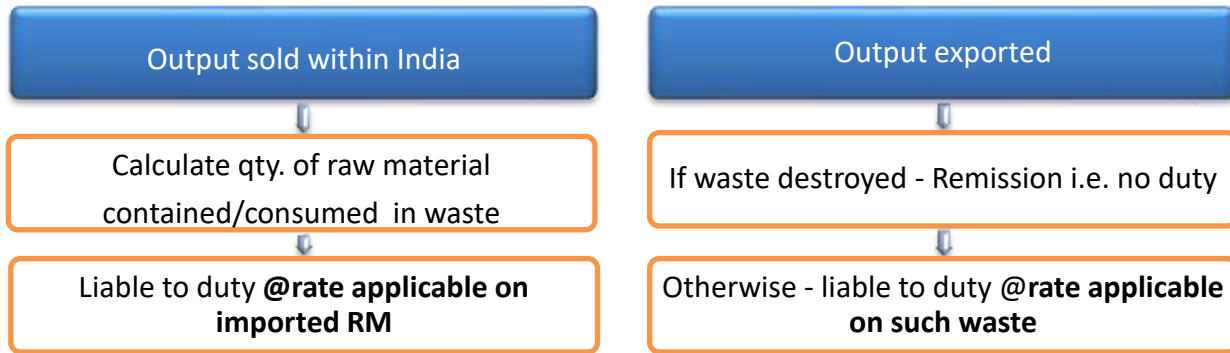 Output sold within India
Calculate qty. of raw material
contained/consumed in waste
Liable to duty @rate applicable on
imported RM
Output exported
If waste destroyed - Remission i.e. no duty
Otherwise - liable to duty @rate applicable
on such waste